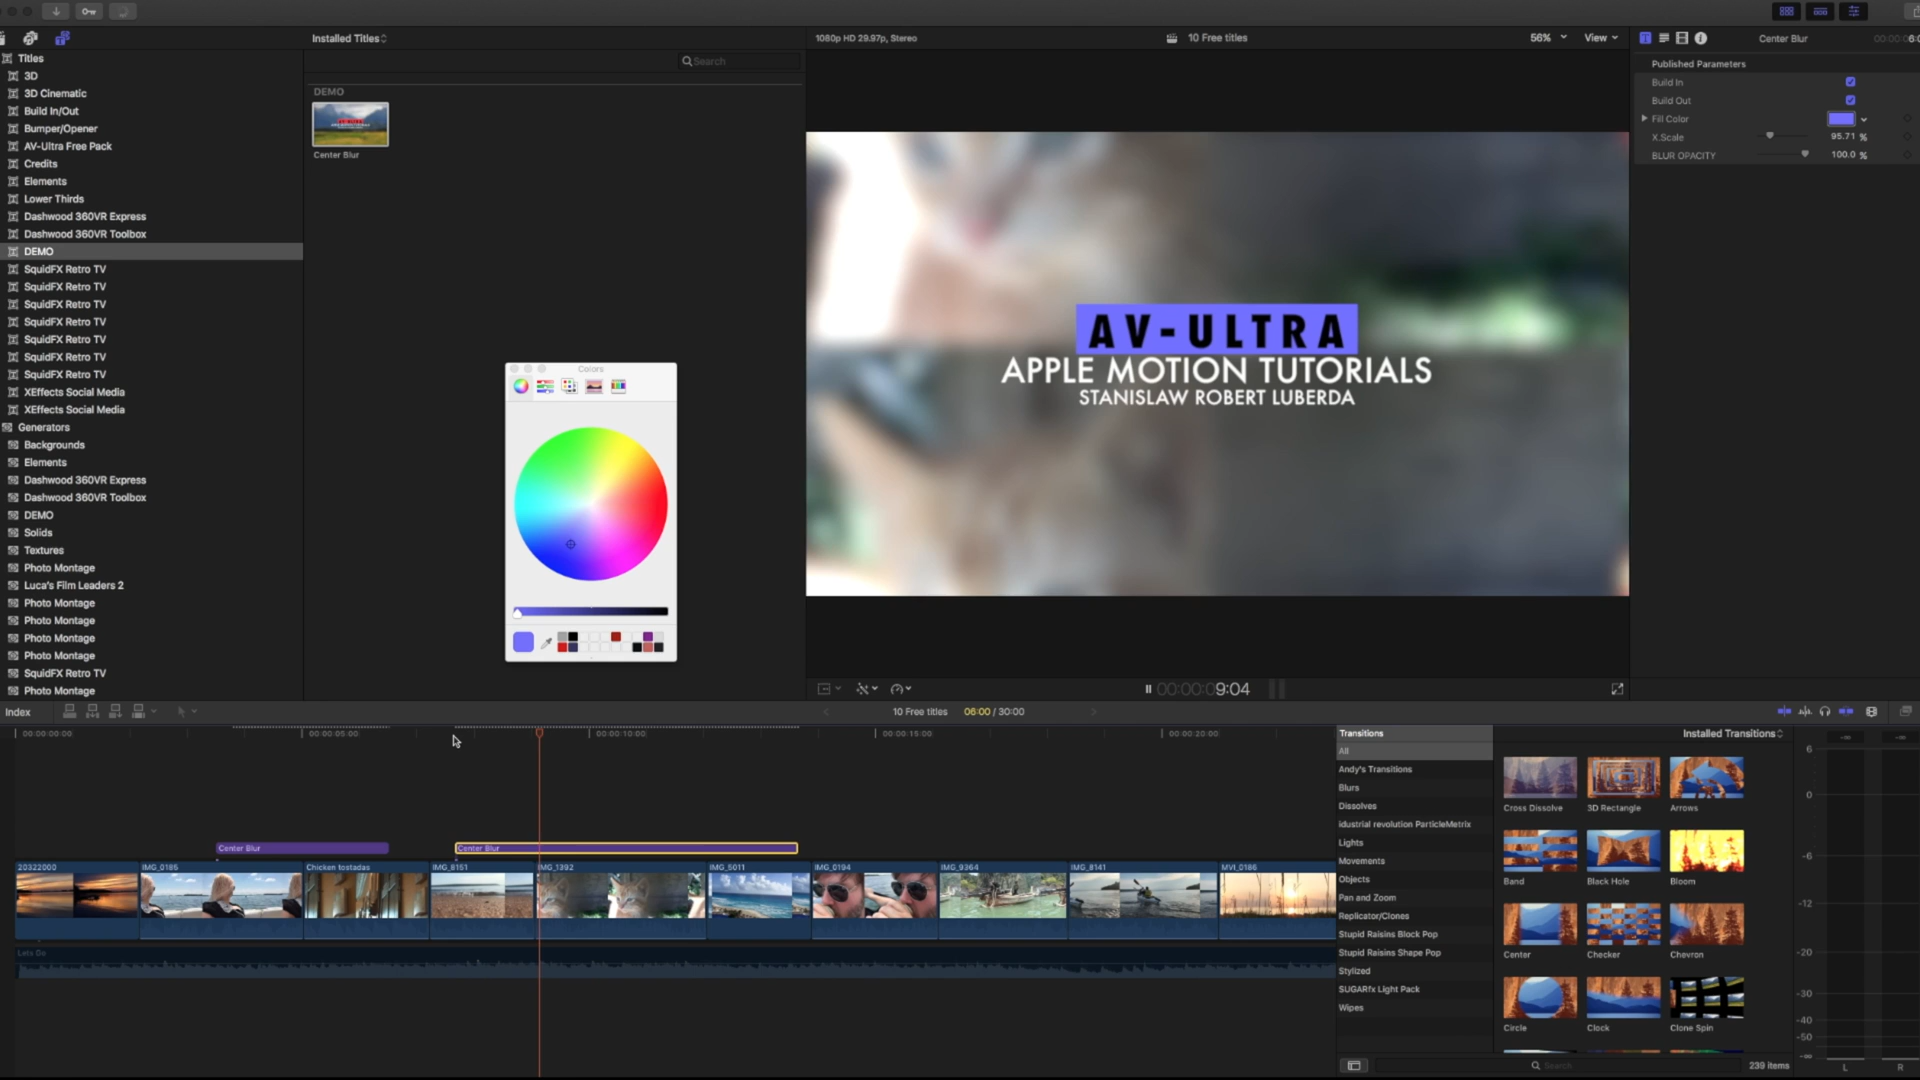 Installed Titles
1080p HD 29.97p, Stereo
10 Free titles
56%
View
Center Blur
Titles
3D
3D Cinematic
Build In/Out
Bumper/Opener
AV-Ultra Free Pack
Credits
Elements
Lower Thirds
Dashwood 360VR Express
Dashwood 360VR Toolbox
DEMO
SquidFX Retro TV
SquidFX Retro TV
SquidFX Retro TV
SquidFX Retro TV
SquidFX Retro TV
SquidFX Retro TV
SquidFX Retro TV
XEffects Social Media
XEffects Social Media
Generators
Backgrounds
Elements
Dashwood 360VR Express
Dashwood 360VR Toolbox
DEMO
Solids
Textures
Photo Montage
Luca's Film Leaders 2
Photo Montage
Photo Montage
Photo Montage
Photo Montage
SquidFX Retro TV
Photo Montage
Search
DEMO
Center Blur
Colors
AV-ULTRA
APPLE MOTION TUTORIALS
STANISLAW ROBERT LUBERDA
Published Parameters
Build In
Build Out
Fill Color
X.Scale 95.71 %
BLUR OPACITY 100.0 %
00:00:09:04
Index
10 Free titles
06:00 / 30:00
00:00:00:00
00:00:05:00
00:00:10:00
00:00:15:00
00:00:20:00
Center Blur
Center Blur
20322000
IMG_0185
Chicken tostadas
IMG_8151
IMG_1392
IMG_5011
IMG_0194
IMG_9364
IMG_8141
MVI_0186
Lets Go
Transitions
All
Andy's Transitions
Blurs
Dissolves
idustrial revolution ParticleMetrix
Lights
Movements
Objects
Pan and Zoom
Replicator/Clones
Stupid Raisins Block Pop
Stupid Raisins Shape Pop
Stylized
SUGARfx Light Pack
Wipes
Installed Transitions
Cross Dissolve
3D Rectangle
Arrows
Band
Black Hole
Bloom
Center
Checker
Chevron
Circle
Clock
Clone Spin
Search
239 items
6
0
-6
-12
-20
-30
-40
-50
-∞
L
R